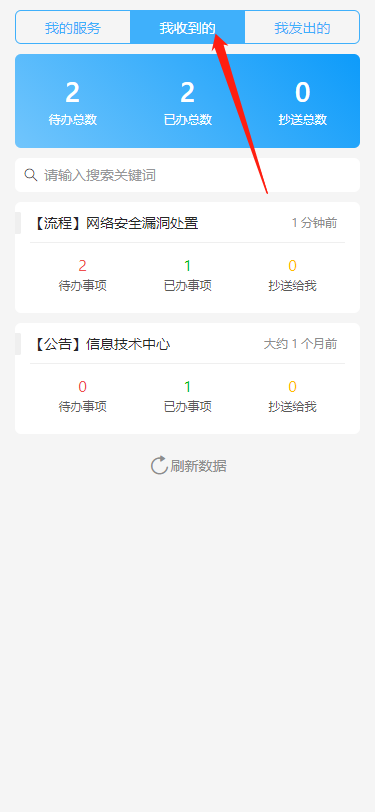 我的服务 我收到的 我发出的
2 2 0
待办总数 已办总数 抄送总数
请输入搜索关键词
【流程】网络安全漏洞处置 1 分钟前
2 1 0
待办事项 已办事项 抄送给我
【公告】信息技术中心 大约 1 个月前
0 1 0
待办事项 已办事项 抄送给我
刷新数据